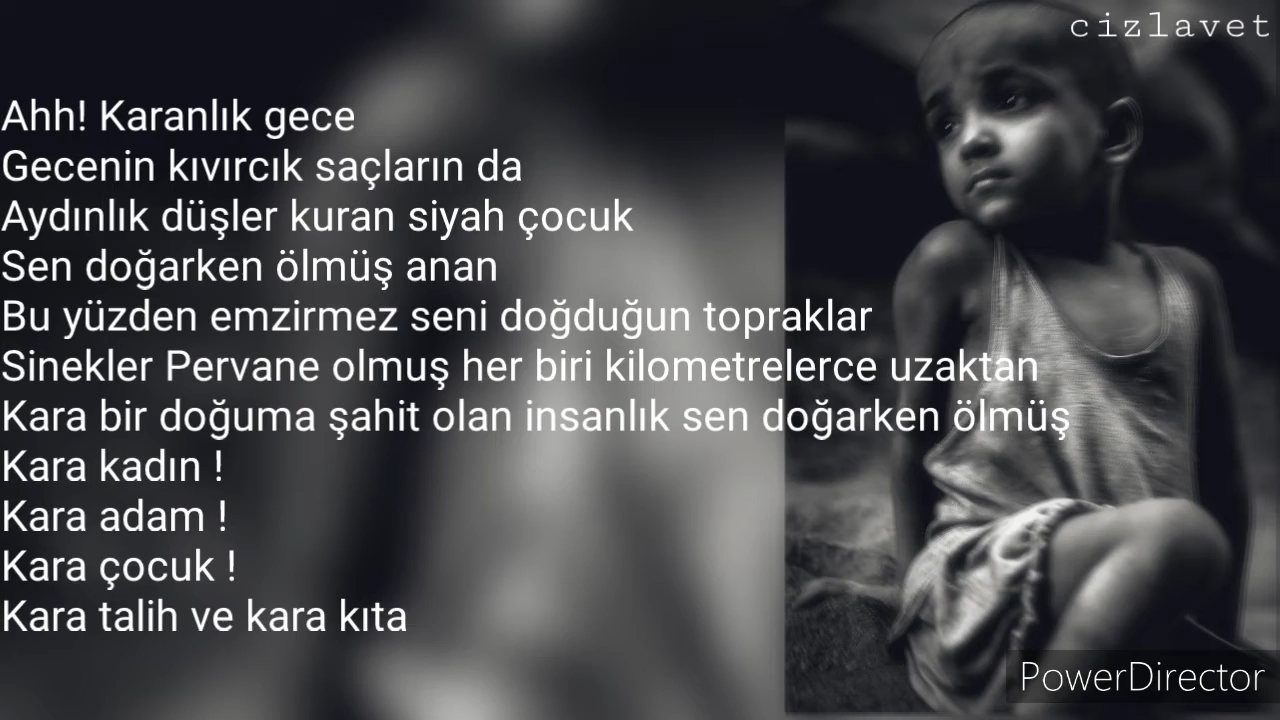 cizlavet
Ahh! Karanlık gece
Gecenin kıvırcık saçların da
Aydınlık düşler kuran siyah çocuk
Sen doğarken ölmüş anan
Bu yüzden emzirmez seni doğduğun topraklar
Sinekler Pervane olmuş her biri kilometrelerce uzaktan
Kara bir doğuma şahit olan insanlık sen doğarken ölmüş
Kara kadın !
Kara adam !
Kara çocuk !
Kara talih ve kara kıta
PowerDirector